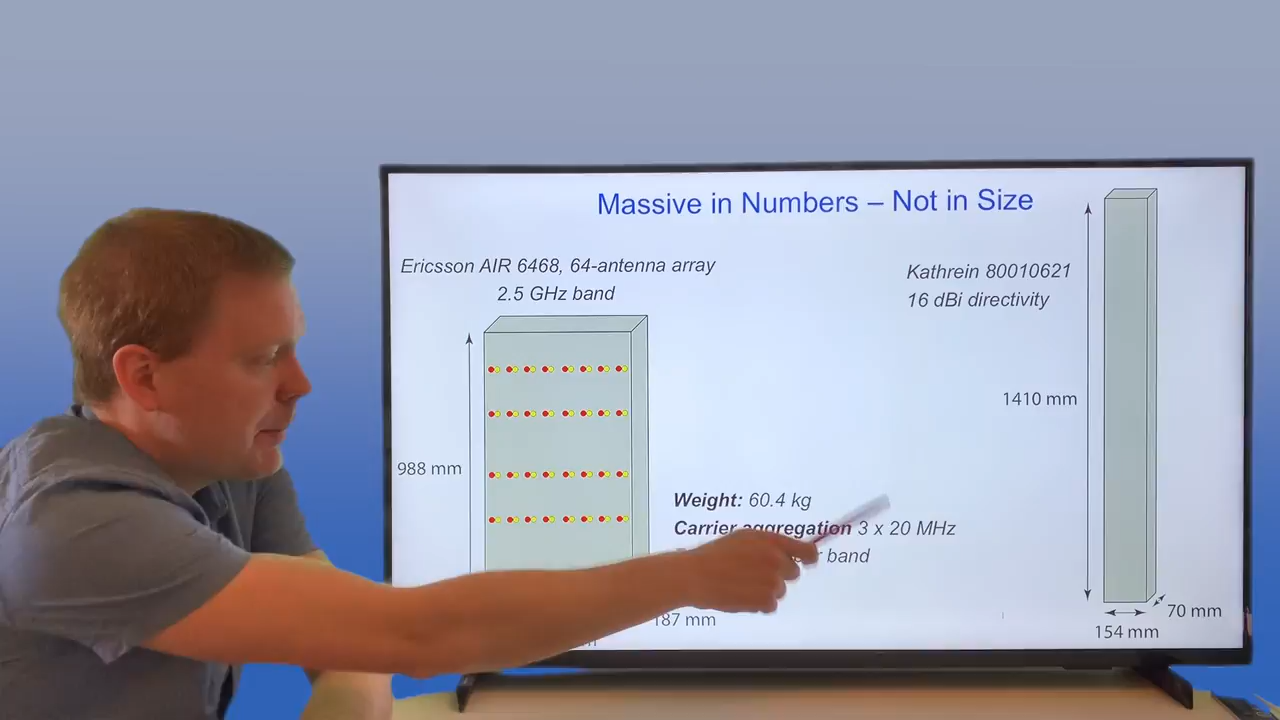 Massive in Numbers – Not in Size
Ericsson AIR 6468, 64-antenna array
2.5 GHz band
988 mm
187 mm
Weight: 60.4 kg
Carrier aggregation 3 x 20 MHz
band
Kathrein 80010621
16 dBi directivity
1410 mm
70 mm
154 mm